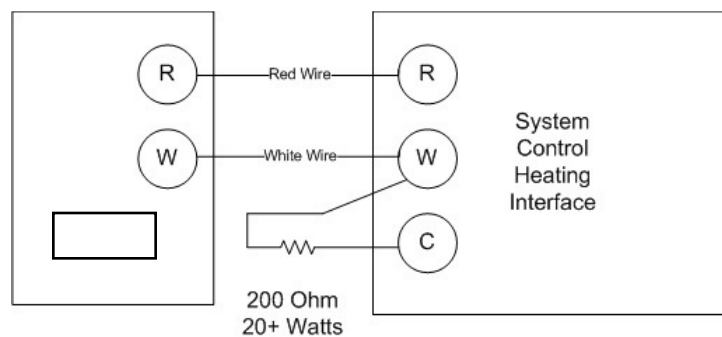 R
Red Wire
R
W
White Wire
W
C
System
Control
Heating
Interface
200 Ohm
20+ Watts